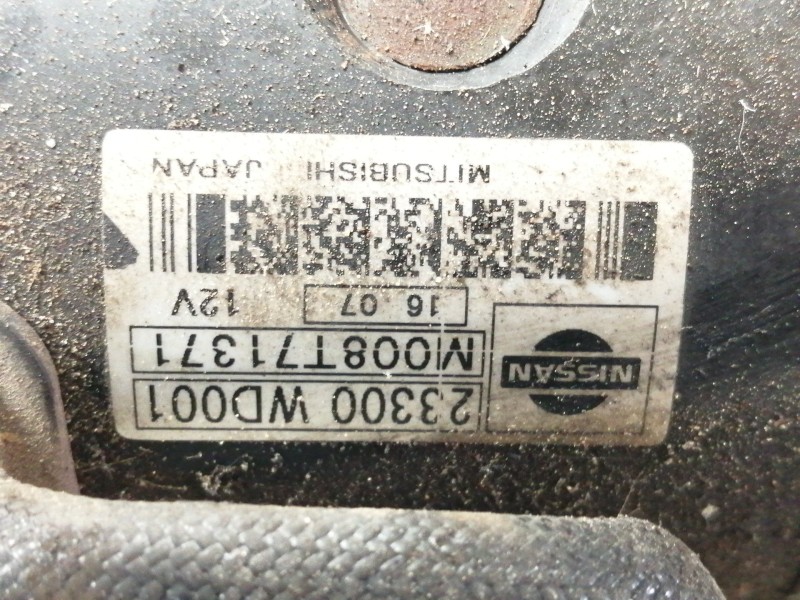 NISSAN
23300 WD001
M008T71371
16 07 12V
MITSUBISHI JAPAN